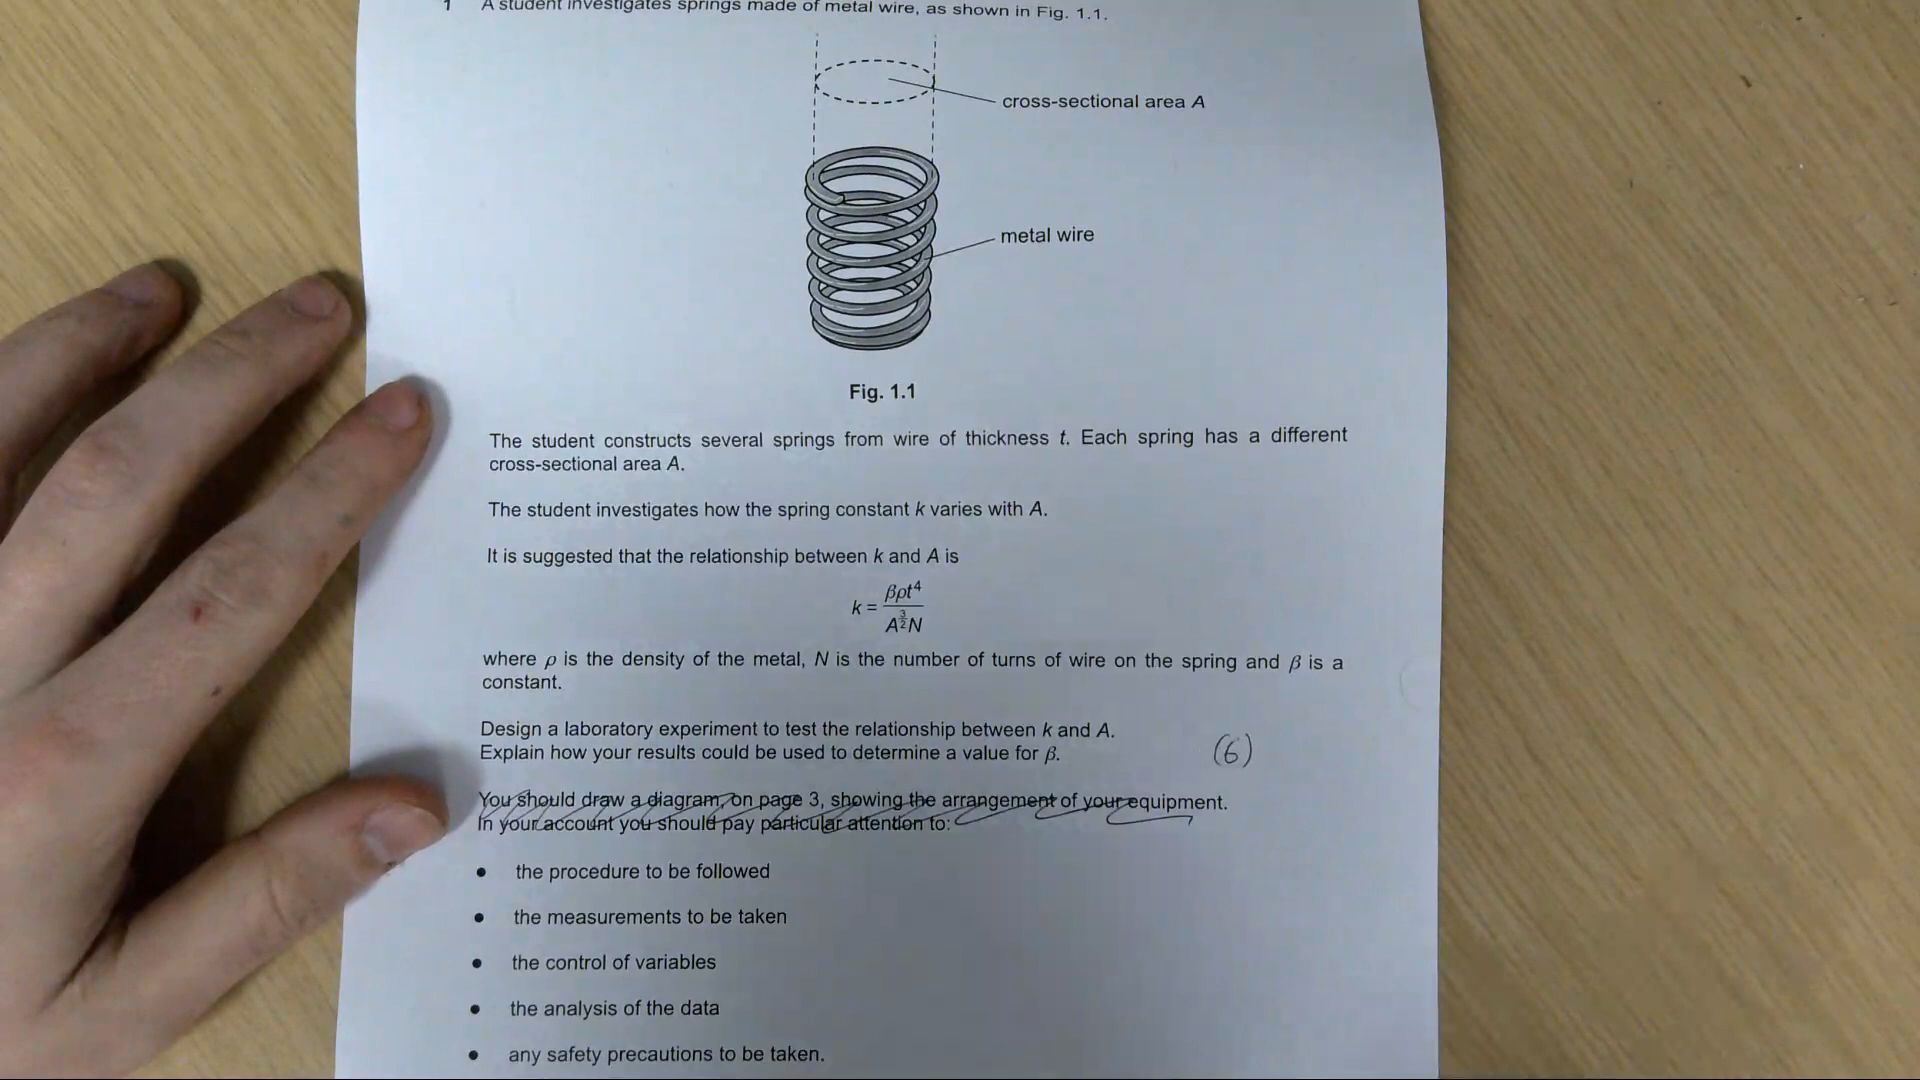 1 A student investigates springs made of metal wire, as shown in Fig. 1.1.
cross-sectional area A
metal wire
Fig. 1.1
The student constructs several springs from wire of thickness t. Each spring has a different
cross-sectional area A.
The student investigates how the spring constant k varies with A.
It is suggested that the relationship between k and A is
k = βρt⁴ / A^(3/2)N
where ρ is the density of the metal, N is the number of turns of wire on the spring and β is a
constant.
Design a laboratory experiment to test the relationship between k and A.
Explain how your results could be used to determine a value for β.
(6)
You should draw a diagram, on page 3, showing the arrangement of your equipment.
In your account you should pay particular attention to:
• the procedure to be followed
• the measurements to be taken
• the control of variables
• the analysis of the data
• any safety precautions to be taken.